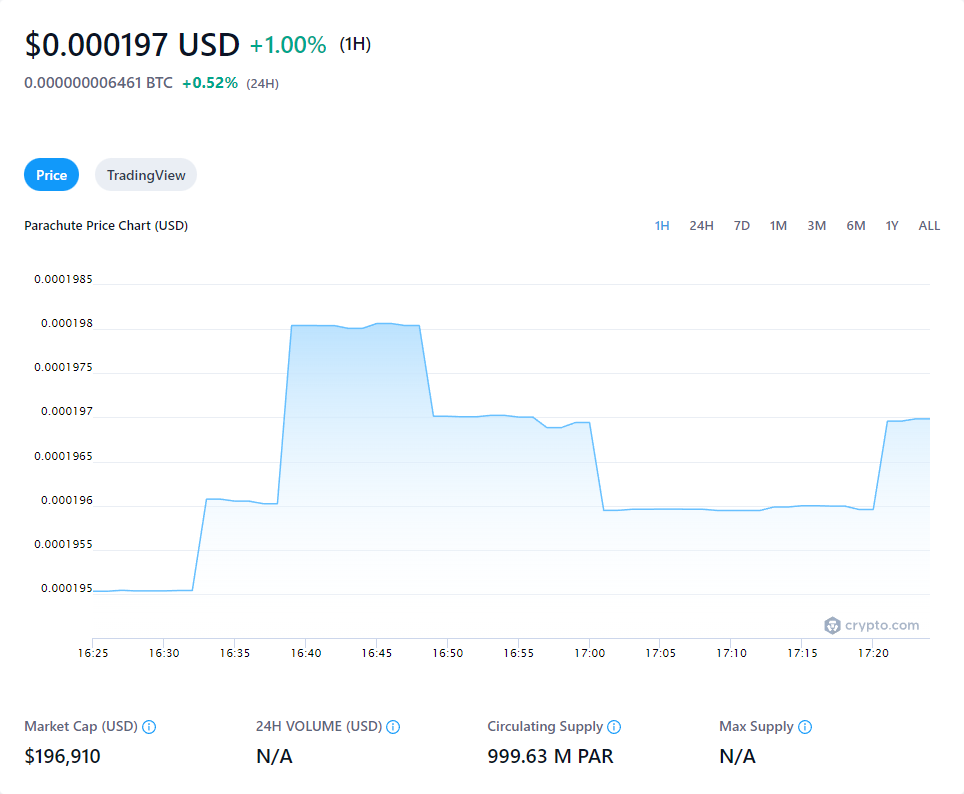 $0.000197 USD +1.00% (1H)
0.000000006461 BTC +0.52% (24H)
Price TradingView
Parachute Price Chart (USD) 1H 24H 7D 1M 3M 6M 1Y ALL
0.0001985
0.000198
0.0001975
0.000197
0.0001965
0.000196
0.0001955
0.000195
crypto.com
16:25 16:30 16:35 16:40 16:45 16:50 16:55 17:00 17:05 17:10 17:15 17:20
Market Cap (USD) 24H VOLUME (USD) Circulating Supply Max Supply
$196,910 N/A 999.63 M PAR N/A